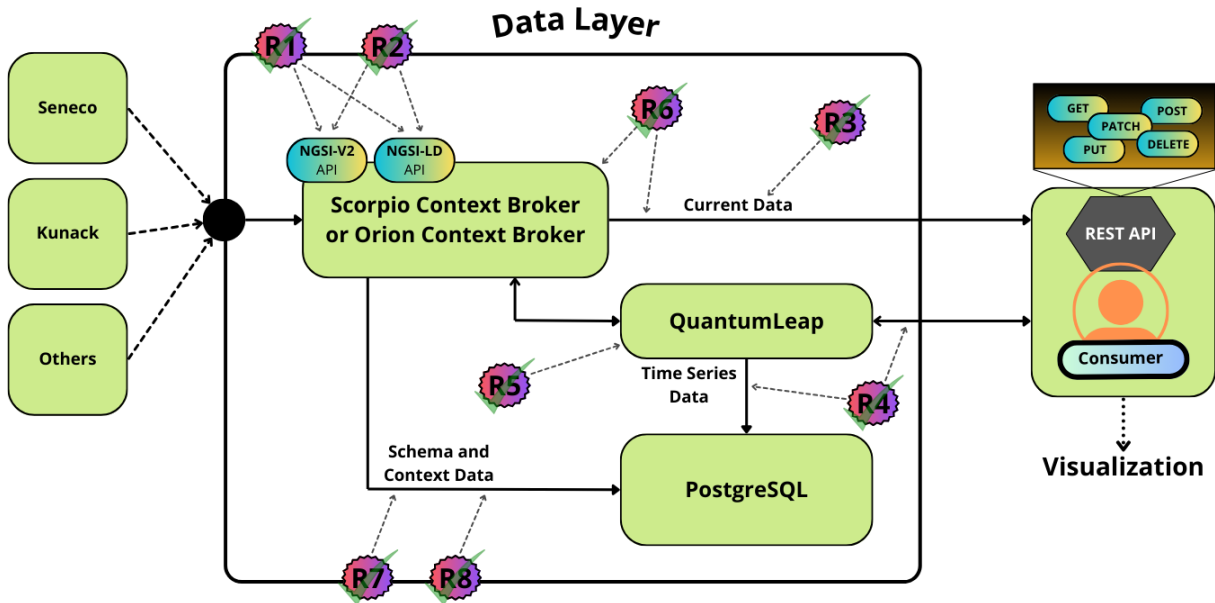 Data Layer
R1
R2
R6
R3
Seneco
Kunack
Others
NGSI-V2
API
NGSI-LD
API
Scorpio Context Broker
or Orion Context Broker
Current Data
GET
POST
PATCH
PUT
DELETE
REST API
Consumer
QuantumLeap
R5
Time Series
Data
R4
Schema and
Context Data
PostgreSQL
Visualization
R7
R8